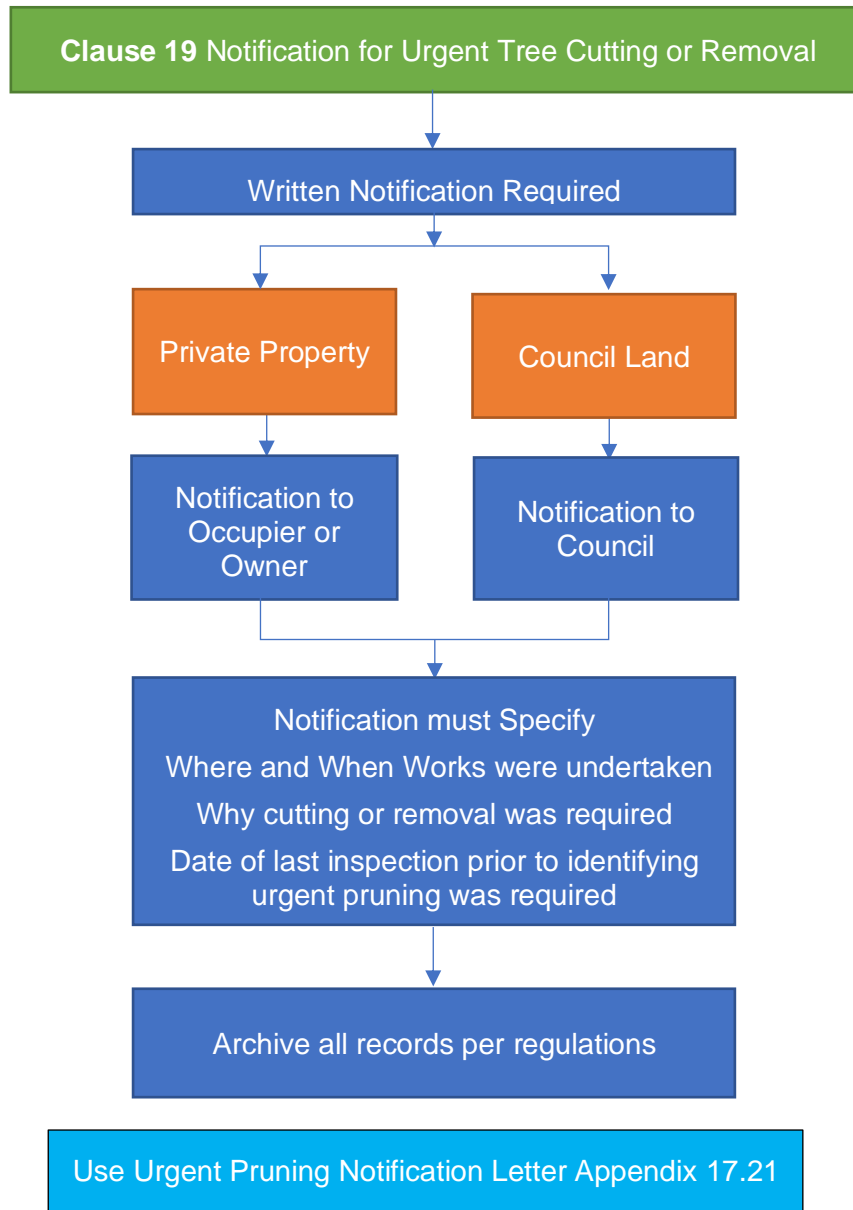 Clause 19 Notification for Urgent Tree Cutting or Removal
Written Notification Required
Private Property
Council Land
Notification to
Occupier or
Owner
Notification to
Council
Notification must Specify
Where and When Works were undertaken
Why cutting or removal was required
Date of last inspection prior to identifying
urgent pruning was required
Archive all records per regulations
Use Urgent Pruning Notification Letter Appendix 17.21